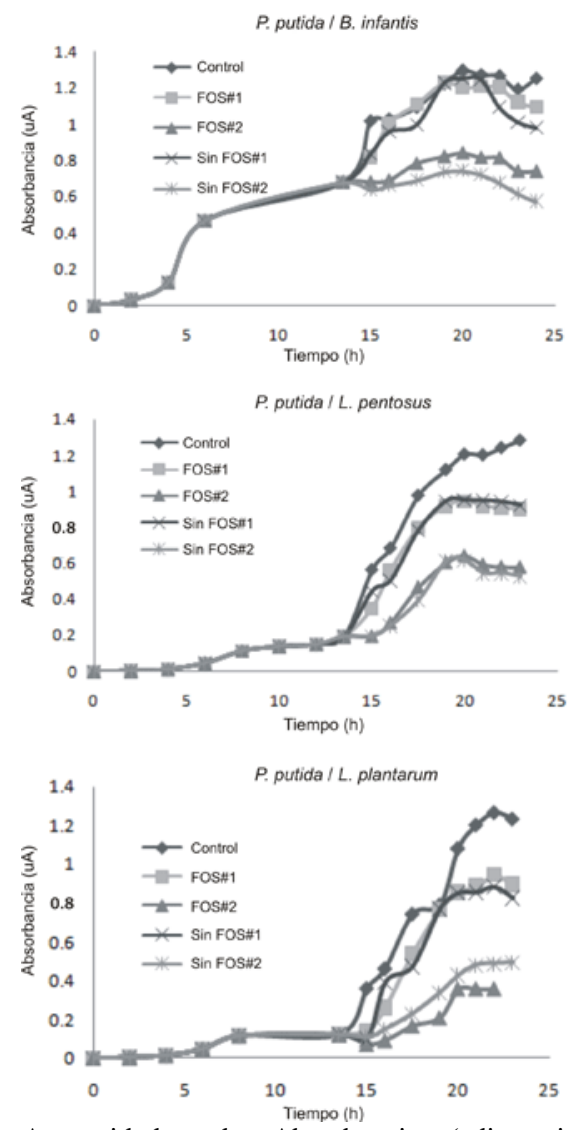 P. putida / B. infantis
1.4
1.2
1
0.8
0.6
0.4
0.2
0
Absorbancia (uA)
Control
FOS#1
FOS#2
Sin FOS#1
Sin FOS#2
0 5 10 15 20 25
Tiempo (h)
P. putida / L. pentosus
1.4
1.2
1
0.8
0.6
0.4
0.2
0
Absorbancia (uA)
Control
FOS#1
FOS#2
Sin FOS#1
Sin FOS#2
0 5 10 15 20 25
Tiempo (h)
P. putida / L. plantarum
1.4
1.2
1
0.8
0.6
0.4
0.2
0
Absorbancia (uA)
Control
FOS#1
FOS#2
Sin FOS#1
Sin FOS#2
0 5 10 15 20 25
Tiempo (h)